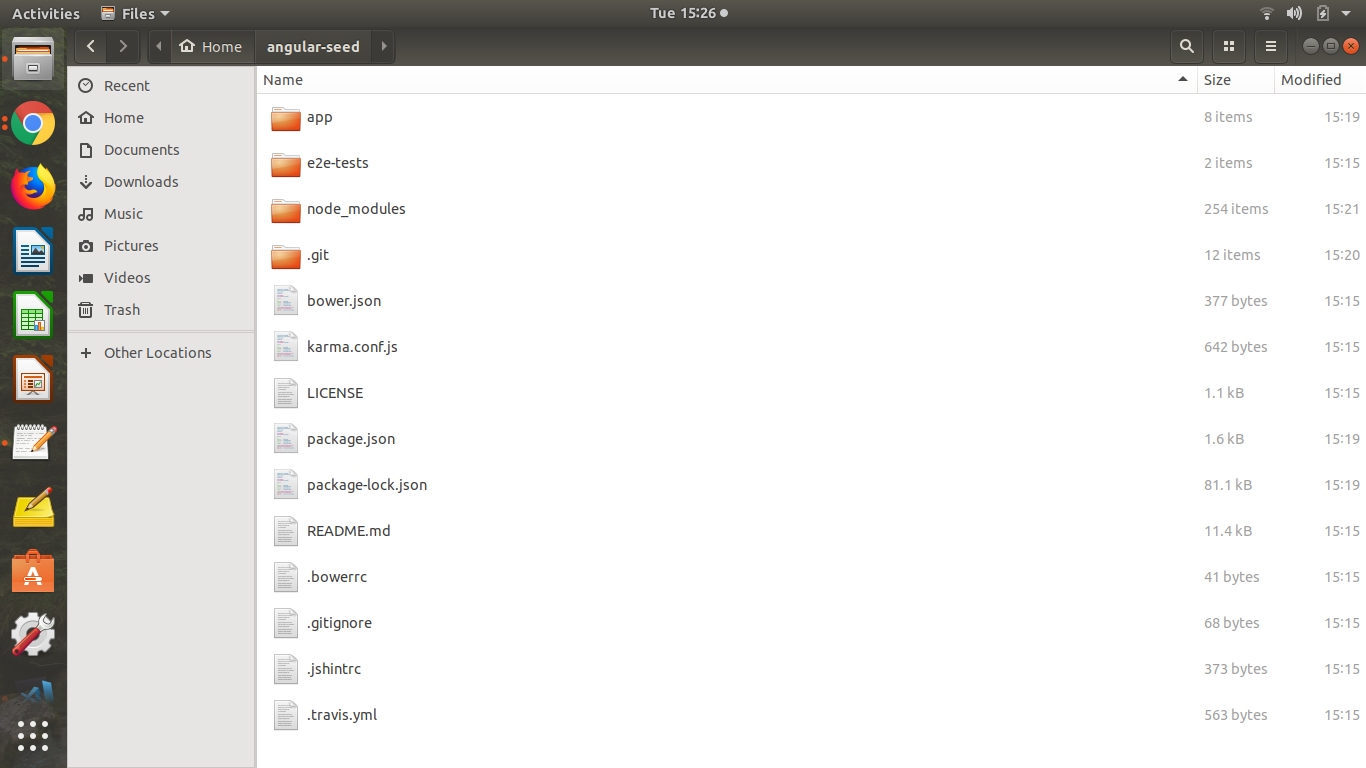 Activities Files Tue 15:26
Home angular-seed
Name Size Modified
Recent
Home
Documents
Downloads
Music
Pictures
Videos
Trash
Other Locations
app 8 items 15:19
e2e-tests 2 items 15:15
node_modules 254 items 15:21
.git 12 items 15:20
bower.json 377 bytes 15:15
karma.conf.js 642 bytes 15:15
LICENSE 1.1 kB 15:15
package.json 1.6 kB 15:19
package-lock.json 81.1 kB 15:19
README.md 11.4 kB 15:15
.bowerrc 41 bytes 15:15
.gitignore 68 bytes 15:15
.jshintrc 373 bytes 15:15
.travis.yml 563 bytes 15:15